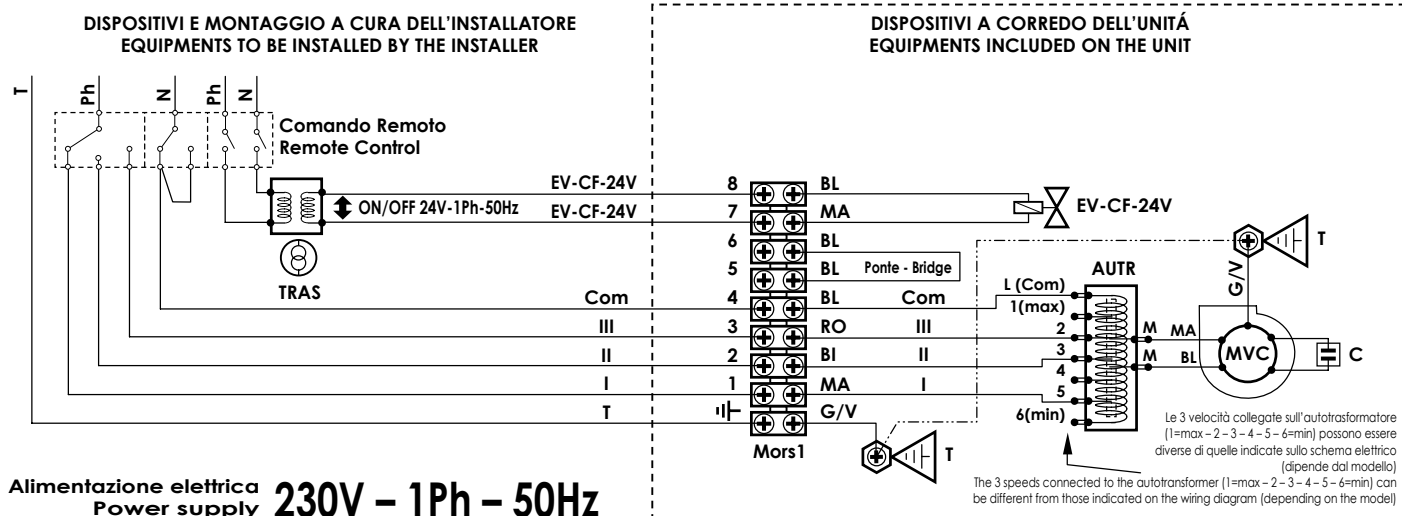 DISPOSITIVI E MONTAGGIO A CURA DELL'INSTALLATORE
EQUIPMENTS TO BE INSTALLED BY THE INSTALLER
DISPOSITIVI A CORREDO DELL'UNITÁ
EQUIPMENTS INCLUDED ON THE UNIT
T
Ph
N
Ph
N
Comando Remoto
Remote Control
ON/OFF 24V-1Ph-50Hz
TRAS
EV-CF-24V 8 BL
EV-CF-24V 7 MA
6 BL
5 BL
Ponte - Bridge
Com 4 BL Com
III 3 RO III
II 2 BI II
I 1 MA I
T G/V
Mors1
EV-CF-24V
T
T
G/V
AUTR
L (Com)
1(max)
2
3
4
5
6(min)
M MA
M BL
MVC
C
Le 3 velocità collegate sull'autotrasformatore
(1=max – 2 – 3 – 4 – 5 – 6=min) possono essere
diverse di quelle indicate sullo schema elettrico
(dipende dal modello)
The 3 speeds connected to the autotransformer (1=max – 2 – 3 – 4 – 5 – 6=min) can
be different from those indicated on the wiring diagram (depending on the model)
Alimentazione elettrica
Power supply
230V – 1Ph – 50Hz